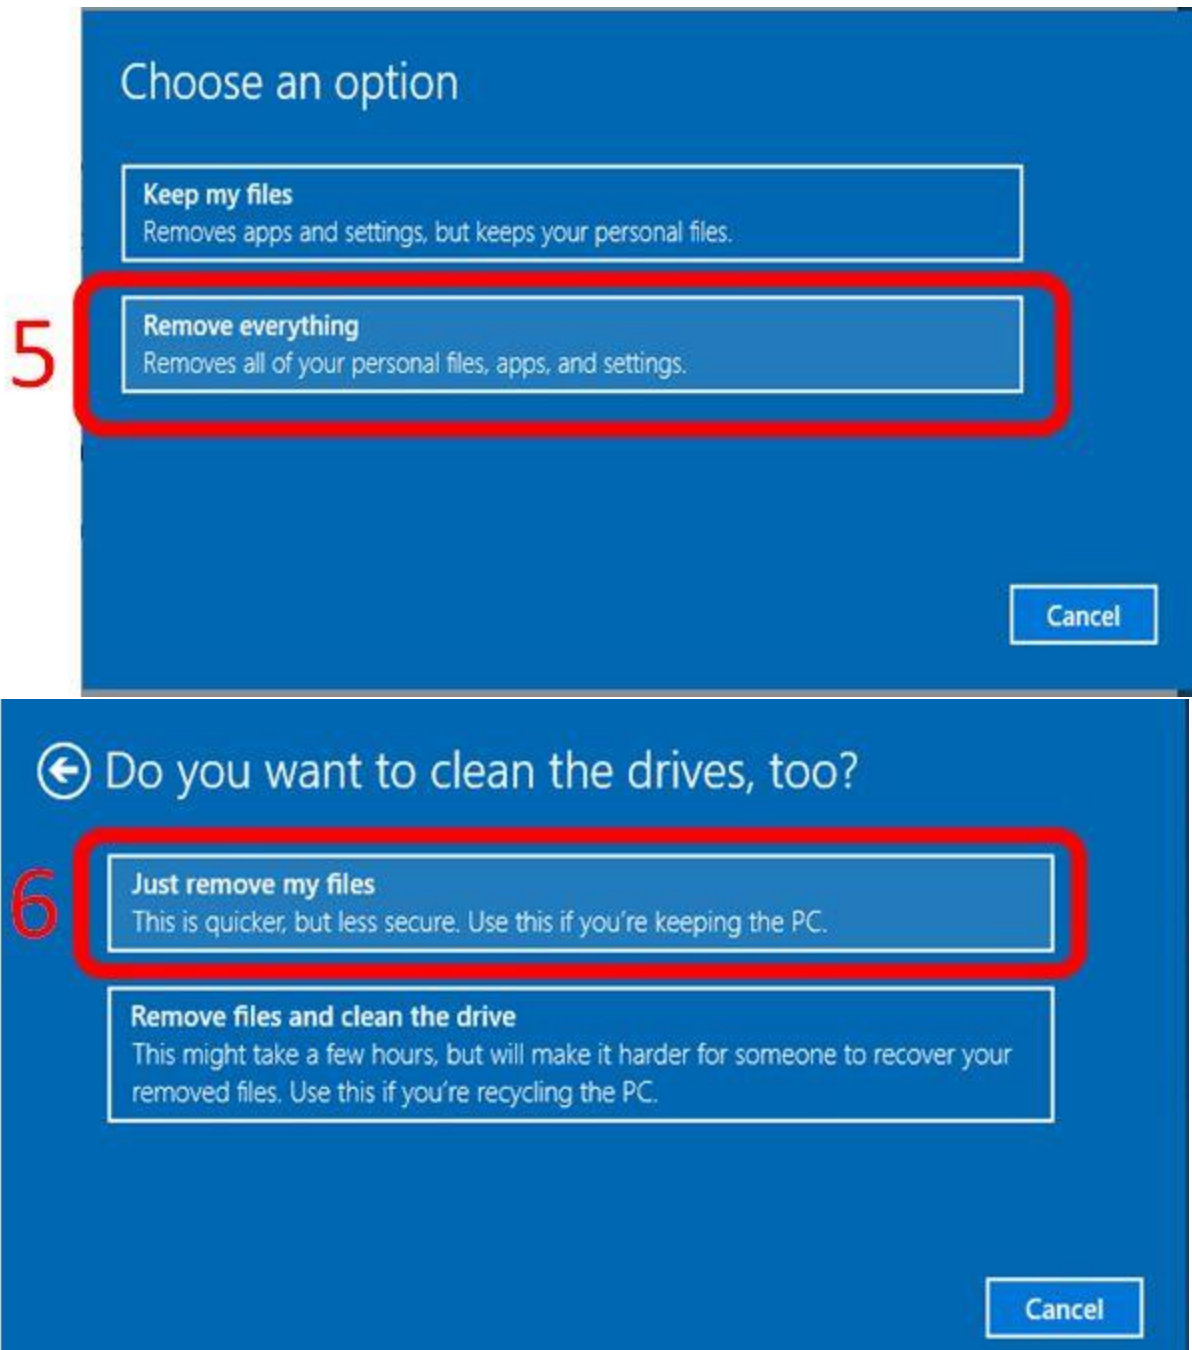 Choose an option
Keep my files
Removes apps and settings, but keeps your personal files.
5
Remove everything
Removes all of your personal files, apps, and settings.
Cancel
Do you want to clean the drives, too?
6
Just remove my files
This is quicker, but less secure. Use this if you're keeping the PC.
Remove files and clean the drive
This might take a few hours, but will make it harder for someone to recover your
removed files. Use this if you're recycling the PC.
Cancel